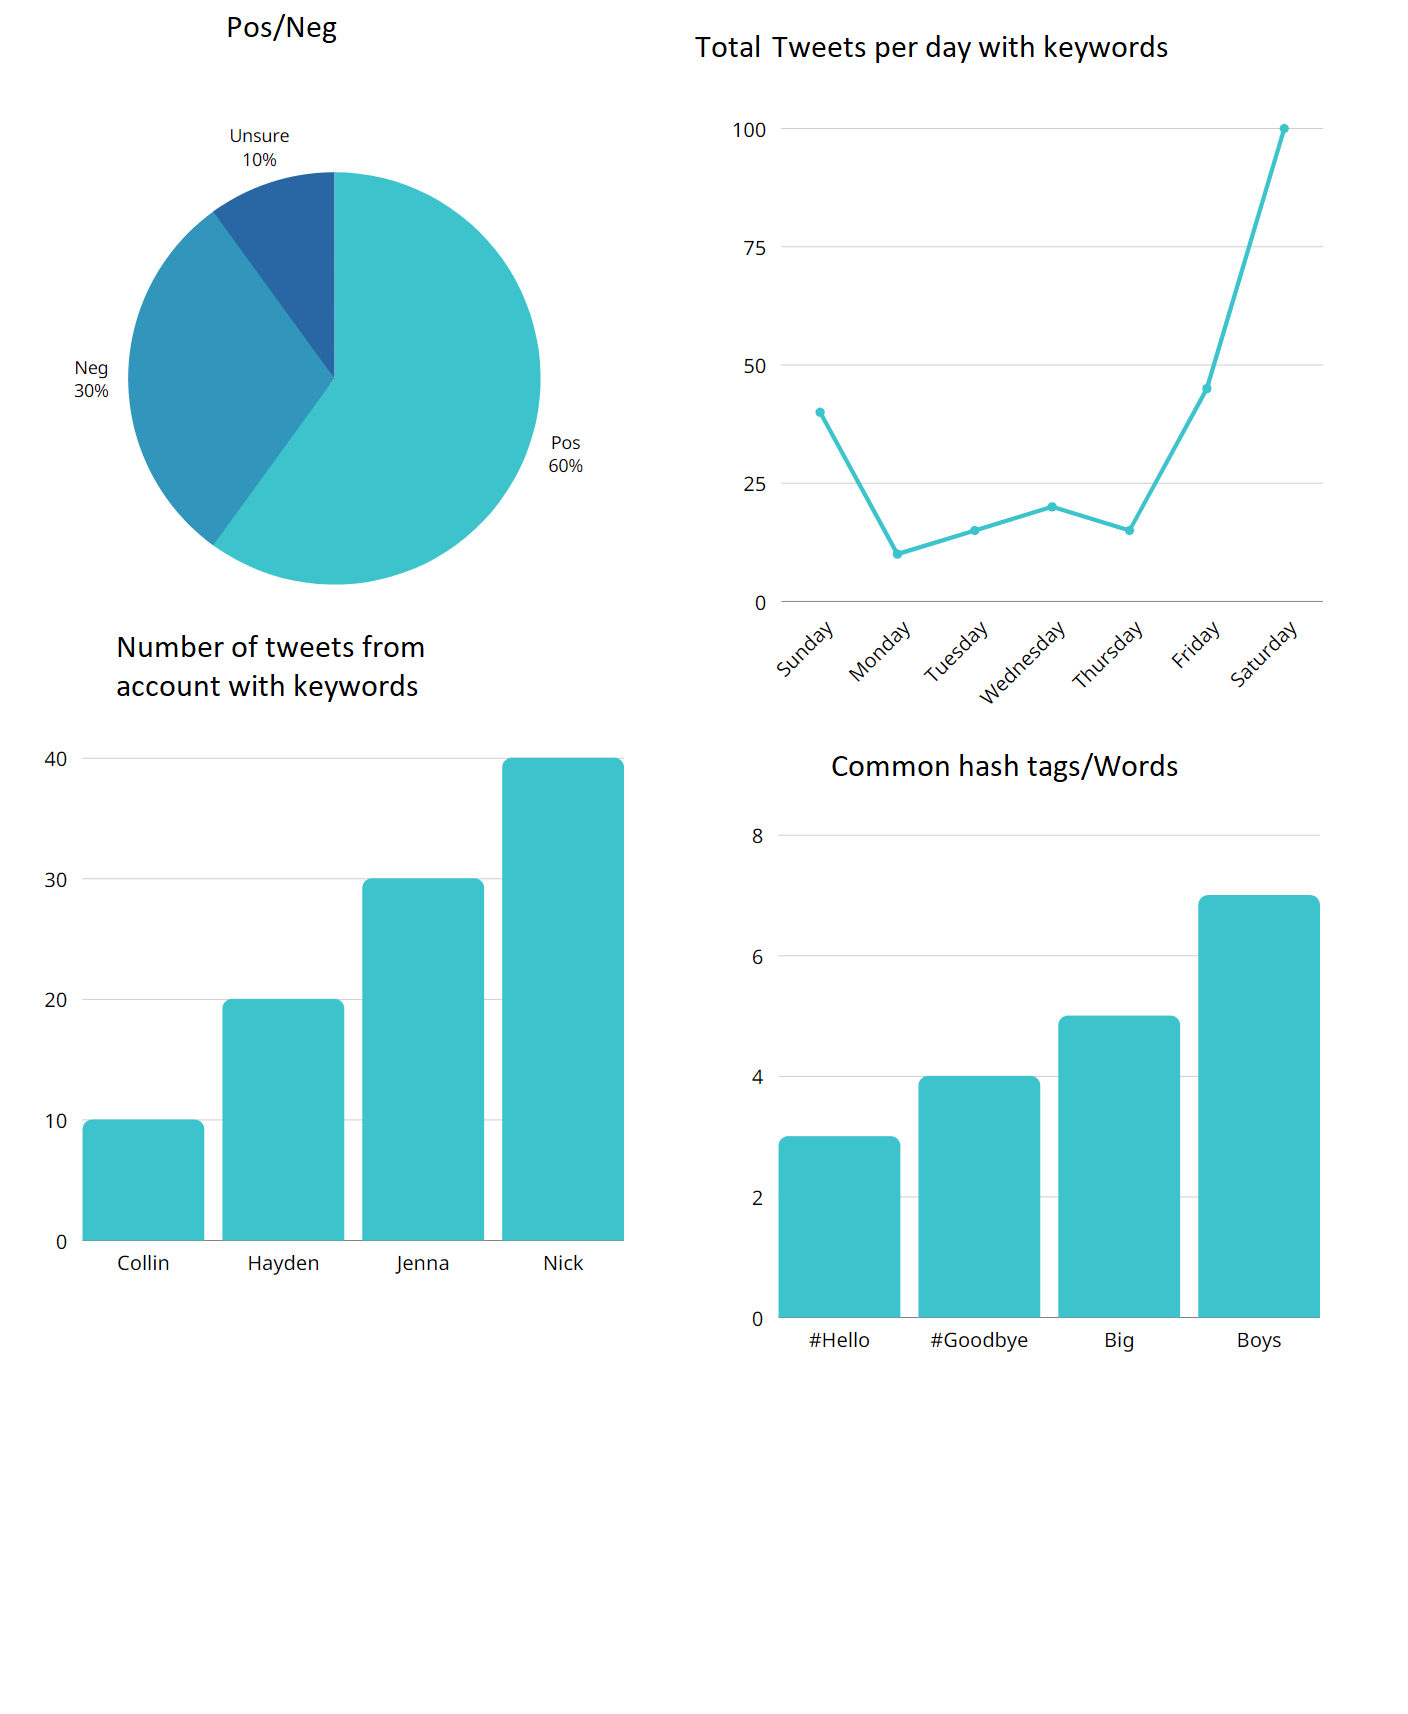 Pos/Neg
Unsure
10%
Neg
30%
Pos
60%
Total Tweets per day with keywords
100
75
50
25
0
Sunday
Monday
Tuesday
Wednesday
Thursday
Friday
Saturday
Number of tweets from
account with keywords
40
30
20
10
0
Collin
Hayden
Jenna
Nick
Common hash tags/Words
8
6
4
2
0
#Hello
#Goodbye
Big
Boys